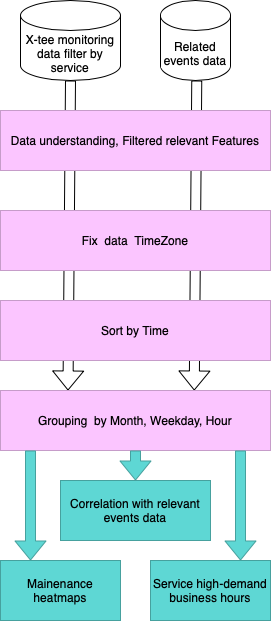 X-tee monitoring
data filter by
service
Related
events data
Data understanding, Filtered relevant Features
Fix data TimeZone
Sort by Time
Grouping by Month, Weekday, Hour
Correlation with relevant
events data
Mainenance
heatmaps
Service high-demand
business hours